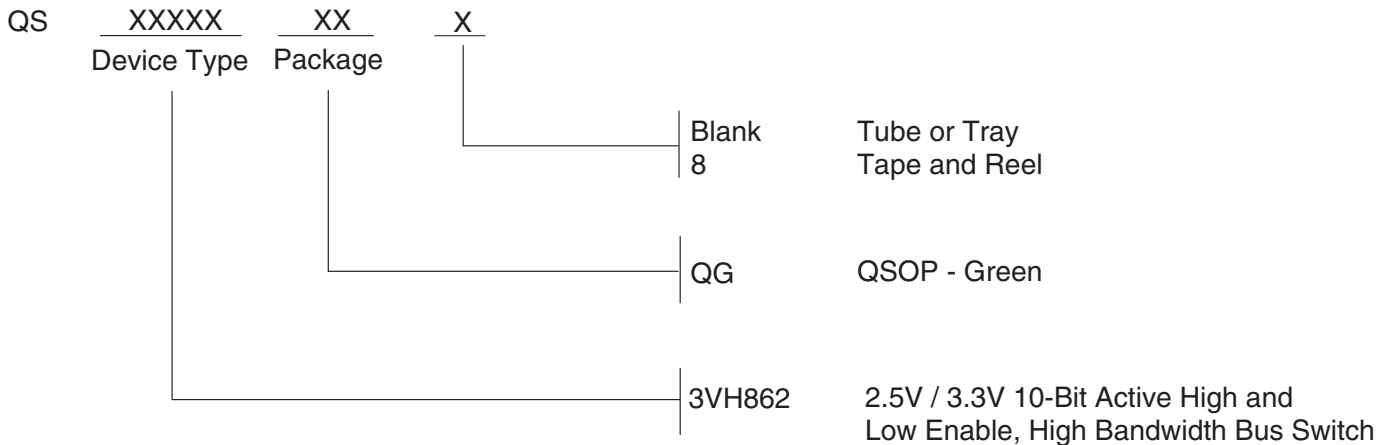 QS XXXXX XX X
Device Type Package
Blank Tube or Tray
8 Tape and Reel
QG QSOP - Green
3VH862 2.5V / 3.3V 10-Bit Active High and
Low Enable, High Bandwidth Bus Switch